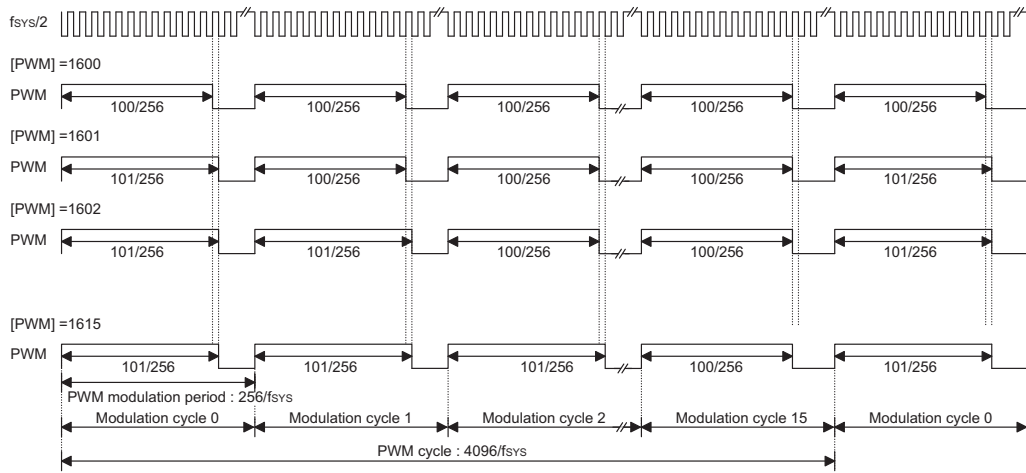 fSYS/2
[PWM] =1600
PWM
100/256 100/256 100/256 100/256 100/256
[PWM] =1601
PWM
101/256 100/256 100/256 100/256 101/256
[PWM] =1602
PWM
101/256 101/256 100/256 100/256 101/256
[PWM] =1615
PWM
101/256 101/256 101/256 100/256 101/256
PWM modulation period : 256/fSYS
Modulation cycle 0 Modulation cycle 1 Modulation cycle 2 Modulation cycle 15 Modulation cycle 0
PWM cycle : 4096/fSYS